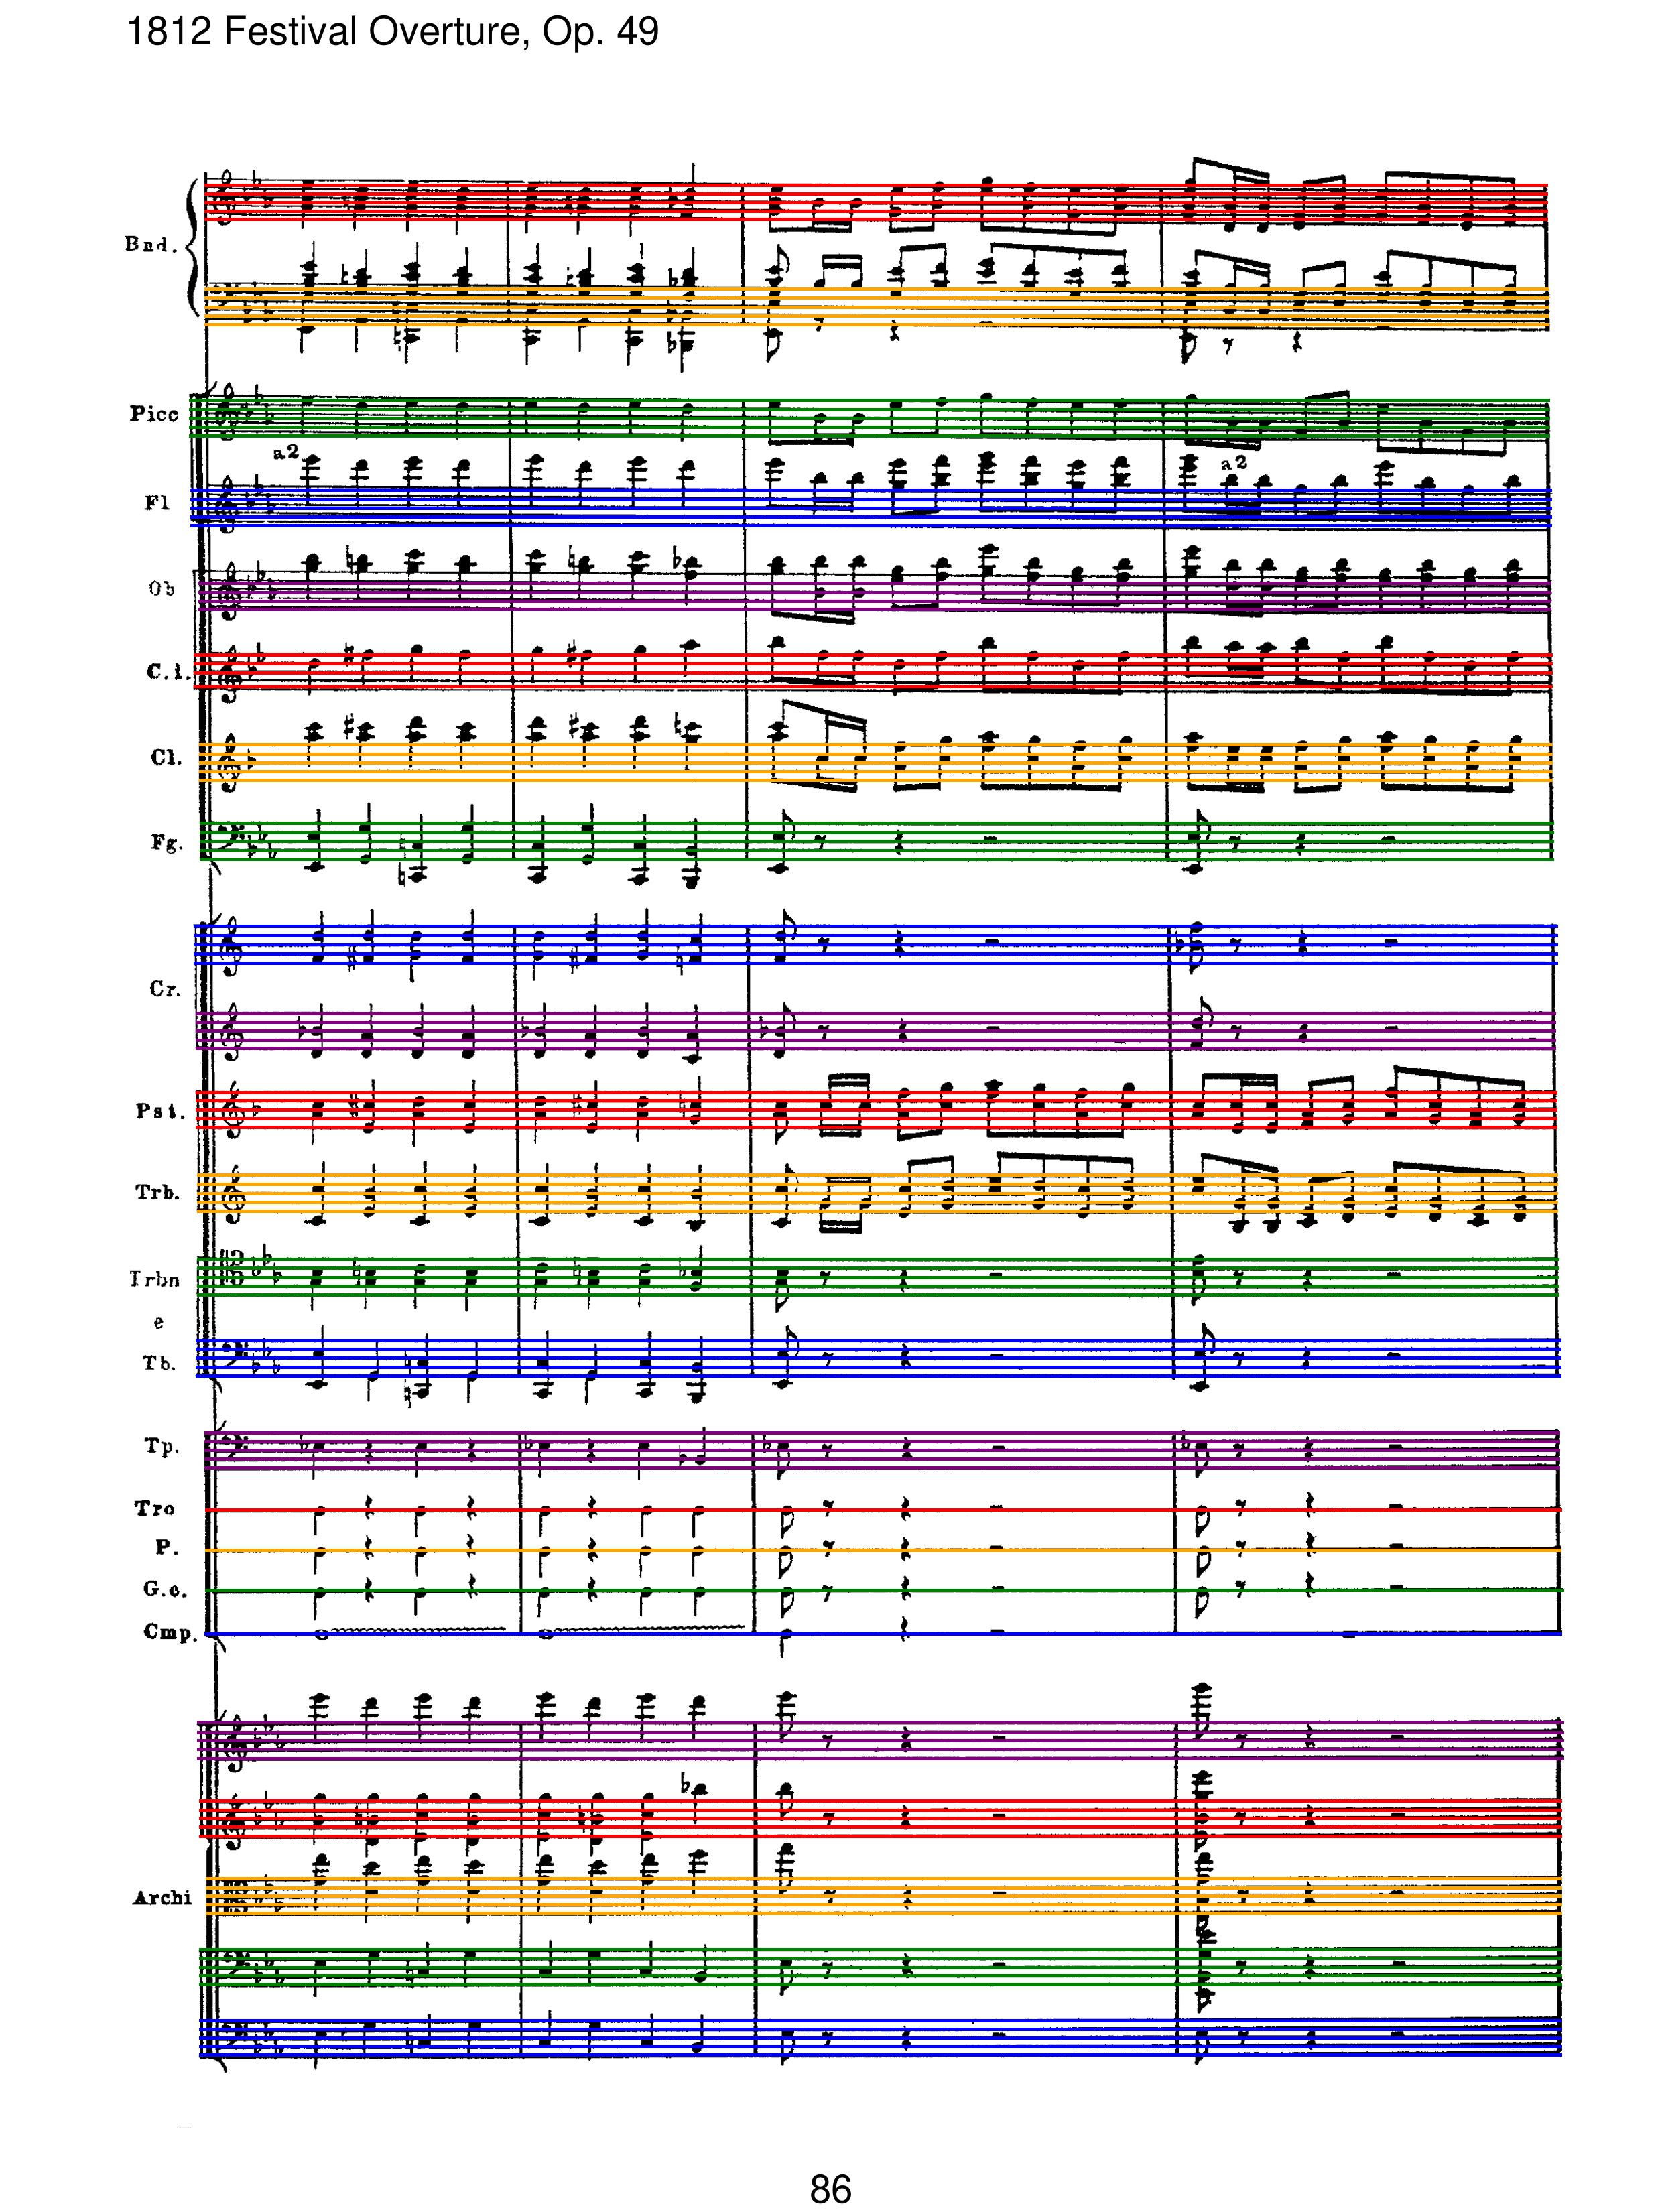 1812 Festival Overture, Op. 49
Bnd.
Picc
a2
Fl
a2
Ob
C.i.
Cl.
Fg.
Cr.
Pst.
Trb.
Trbn
e
Tb.
Tp.
Tro
P.
G.c.
Cmp.
Archi
86